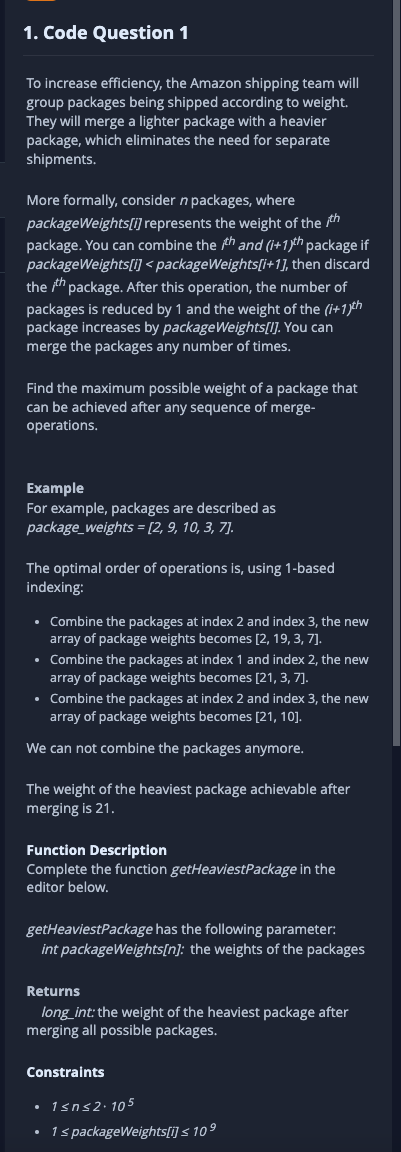 1. Code Question 1
To increase efficiency, the Amazon shipping team will
group packages being shipped according to weight.
They will merge a lighter package with a heavier
package, which eliminates the need for separate
shipments.
More formally, consider n packages, where
packageWeights[i] represents the weight of the ith
package. You can combine the ith and (i+1)th package if
packageWeights[i] < packageWeights[i+1], then discard
the ith package. After this operation, the number of
packages is reduced by 1 and the weight of the (i+1)th
package increases by packageWeights[I]. You can
merge the packages any number of times.
Find the maximum possible weight of a package that
can be achieved after any sequence of merge-
operations.
Example
For example, packages are described as
package_weights = [2, 9, 10, 3, 7].
The optimal order of operations is, using 1-based
indexing:
• Combine the packages at index 2 and index 3, the new
array of package weights becomes [2, 19, 3, 7].
• Combine the packages at index 1 and index 2, the new
array of package weights becomes [21, 3, 7].
• Combine the packages at index 2 and index 3, the new
array of package weights becomes [21, 10].
We can not combine the packages anymore.
The weight of the heaviest package achievable after
merging is 21.
Function Description
Complete the function getHeaviestPackage in the
editor below.
getHeaviestPackage has the following parameter:
int packageWeights[n]: the weights of the packages
Returns
long_int: the weight of the heaviest package after
merging all possible packages.
Constraints
• 1 ≤ n ≤ 2 · 10^5
• 1 ≤ packageWeights[i] ≤ 10^9